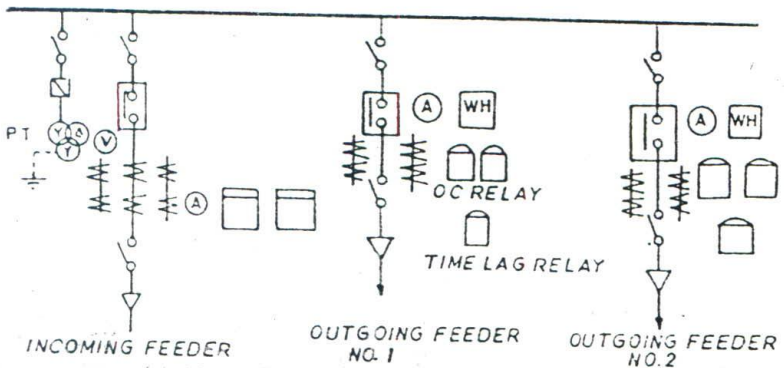 PT
Y
Δ
Y
V
A
A
WH
A
WH
OC RELAY
TIME LAG RELAY
INCOMING FEEDER
OUTGOING FEEDER
NO. 1
OUTGOING FEEDER
NO.2